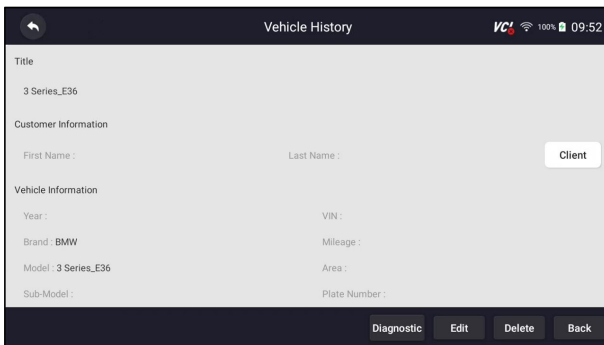 Vehicle History VCI 100% 09:52
Title
3 Series_E36
Customer Information
First Name : Last Name : Client
Vehicle Information
Year : VIN :
Brand : BMW Mileage :
Model : 3 Series_E36 Area :
Sub-Model : Plate Number :
Diagnostic Edit Delete Back